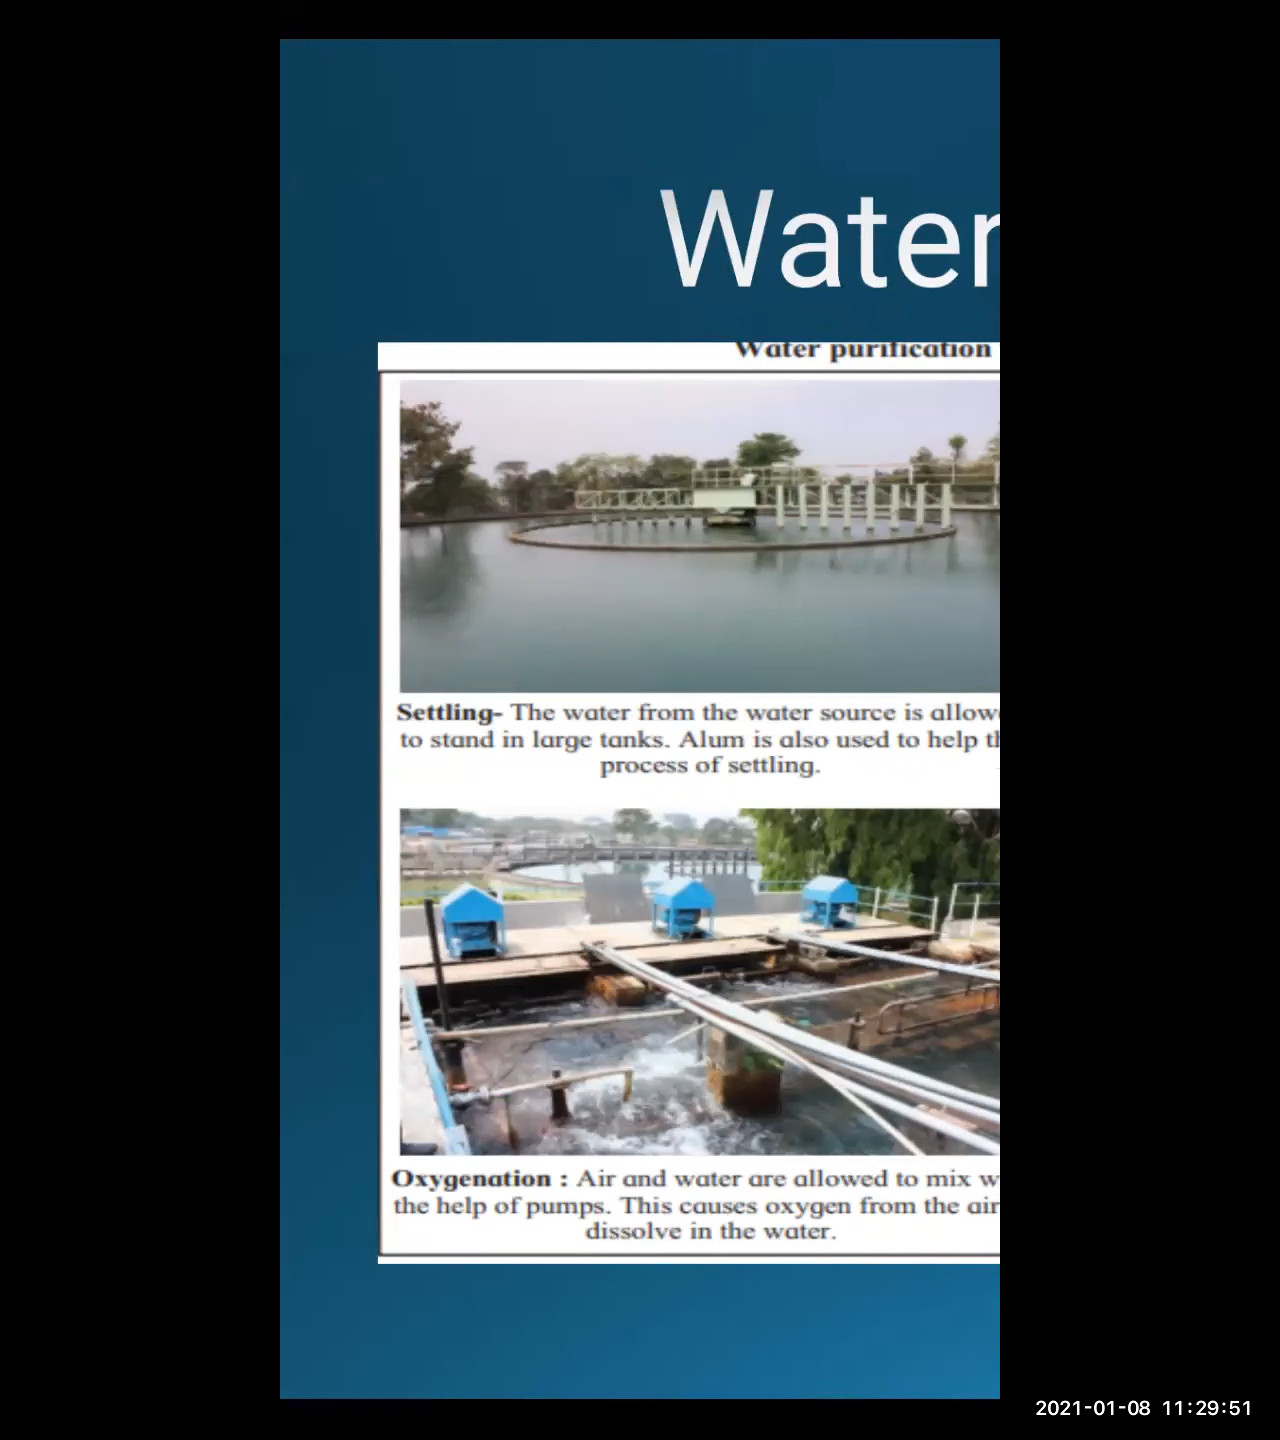 Water
Water purification
Settling- The water from the water source is allow
to stand in large tanks. Alum is also used to help th
process of settling.
Oxygenation : Air and water are allowed to mix w
the help of pumps. This causes oxygen from the air
dissolve in the water.
2021-01-08 11:29:51